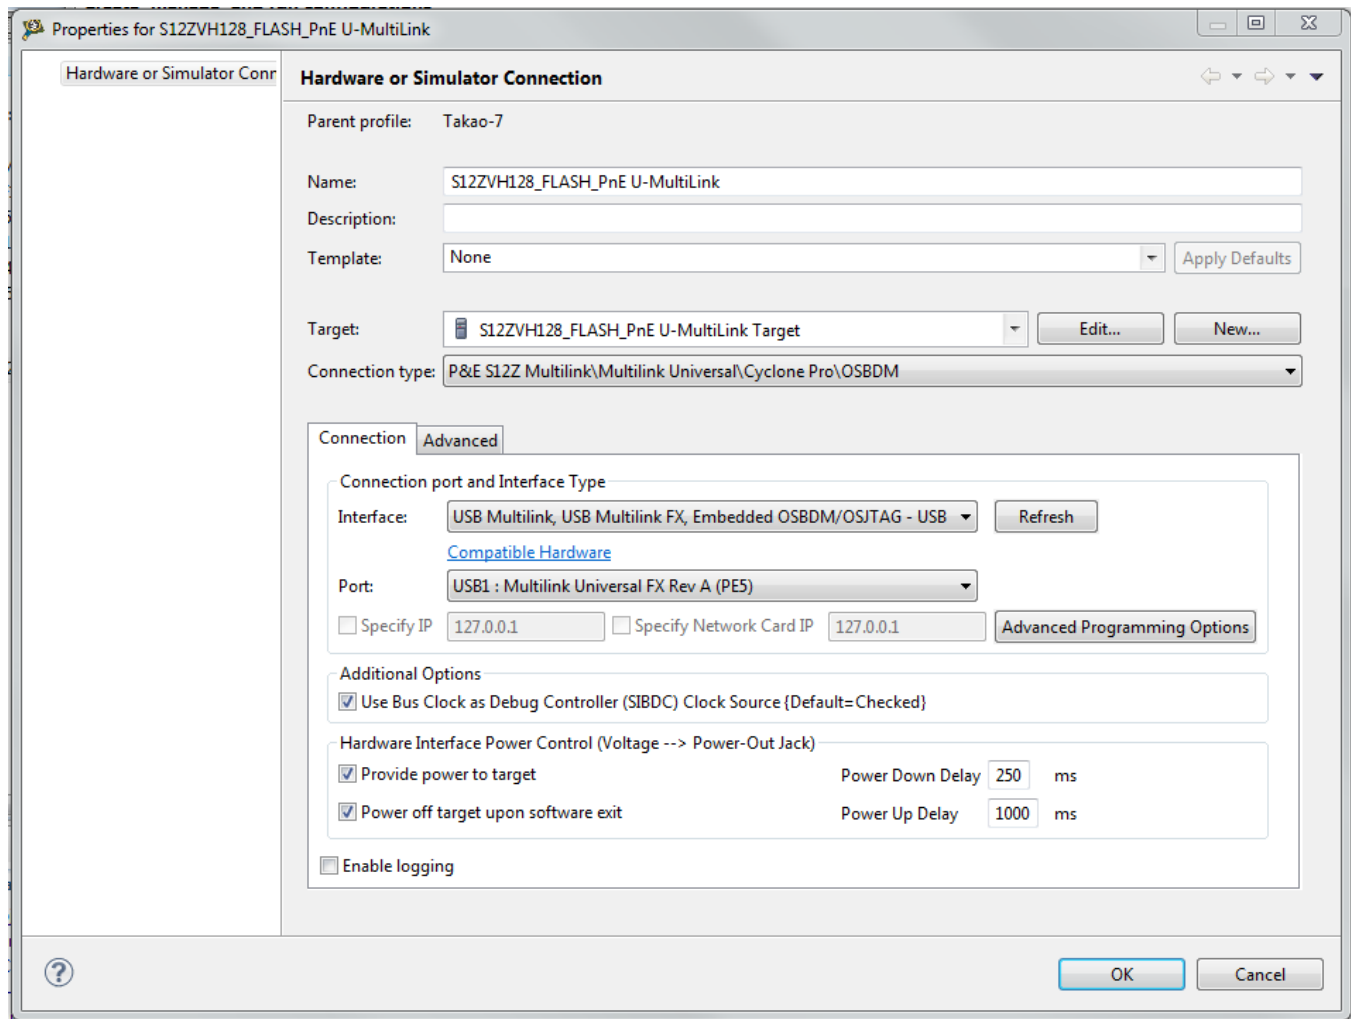 Properties for S12ZVH128_FLASH_PnE U-MultiLink
Hardware or Simulator Conn
Hardware or Simulator Connection
Parent profile: Takao-7
Name: S12ZVH128_FLASH_PnE U-MultiLink
Description:
Template: None Apply Defaults
Target: S12ZVH128_FLASH_PnE U-MultiLink Target Edit... New...
Connection type: P&E S12Z Multilink\Multilink Universal\Cyclone Pro\OSBDM
Connection Advanced
Connection port and Interface Type
Interface: USB Multilink, USB Multilink FX, Embedded OSBDM/OSJTAG - USB Refresh
Compatible Hardware
Port: USB1 : Multilink Universal FX Rev A (PE5)
Specify IP 127.0.0.1 Specify Network Card IP 127.0.0.1 Advanced Programming Options
Additional Options
Use Bus Clock as Debug Controller (SIBDC) Clock Source {Default=Checked}
Hardware Interface Power Control (Voltage --> Power-Out Jack)
Provide power to target Power Down Delay 250 ms
Power off target upon software exit Power Up Delay 1000 ms
Enable logging
OK Cancel